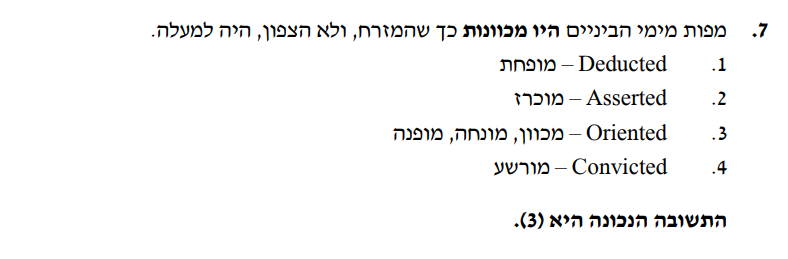 7. מפות מימי הביניים היו מכוונות כך שהמזרח, ולא הצפון, היה למעלה.
1. Deducted – מופחת
2. Asserted – מוכרז
3. Oriented – מכוון, מונחה, מופנה
4. Convicted – מורשע
התשובה הנכונה היא (3).